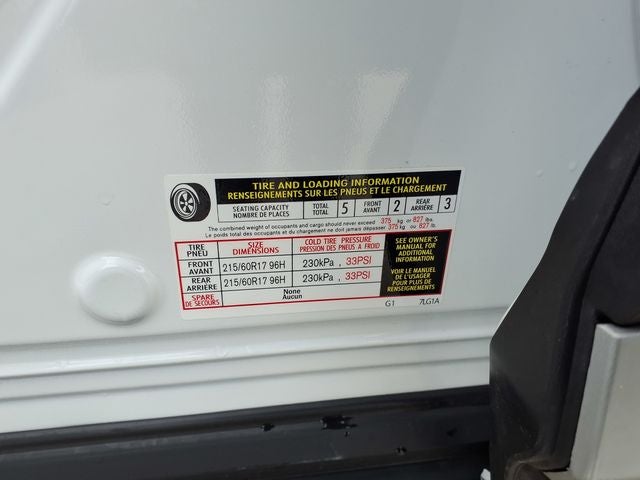 TIRE AND LOADING INFORMATION
RENSEIGNEMENTS SUR LES PNEUS ET LE CHARGEMENT
SEATING CAPACITY TOTAL 5 FRONT 2 REAR 3
NOMBRE DE PLACES TOTAL AVANT ARRIÈRE
The combined weight of occupants and cargo should never exceed 375 kg or 827 lbs.
Le poids total des occupants et du chargement ne doit jamais dépasser 375 kg ou 827 lb.
TIRE SIZE COLD TIRE PRESSURE
PNEU DIMENSIONS PRESSION DES PNEUS A FROID
FRONT AVANT 215/60R17 96H 230kPa , 33PSI
REAR ARRIÈRE 215/60R17 96H 230kPa , 33PSI
SPARE None
DE SECOURS Aucun
SEE OWNER'S
MANUAL FOR
ADDITIONAL
INFORMATION
VOIR LE MANUEL
DE L'USAGER
POUR PLUS DE
RENSEIGNEMENTS
G1 7LG1A